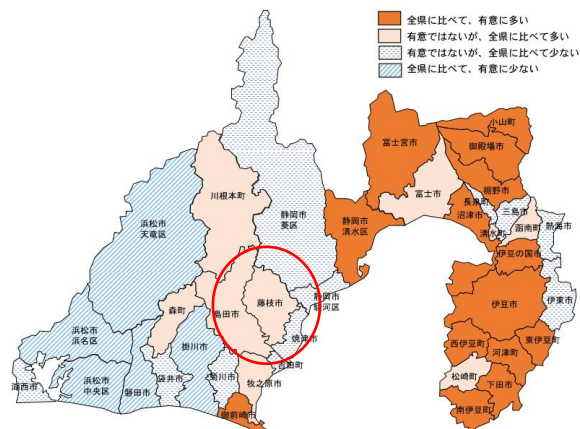 全県に比べて、有意に多い
有意ではないが、全県に比べて多い
有意ではないが、全県に比べて少ない
全県に比べて、有意に少ない
小山町
富士宮市
御殿場市
裾野市
富士市
長泉町
沼津市
三島市
熱海市
函南町
清水町
伊豆の国市
川根本町
静岡市
葵区
静岡市
清水区
浜松市
天竜区
伊豆市
伊東市
静岡市
駿河区
藤枝市
島田市
森町
焼津市
浜松市
浜名区
掛川市
吉田町
西伊豆町
東伊豆町
河津町
松崎町
下田市
南伊豆町
湖西市
浜松市
中央区
磐田市
袋井市
菊川市
牧之原市
御前崎市